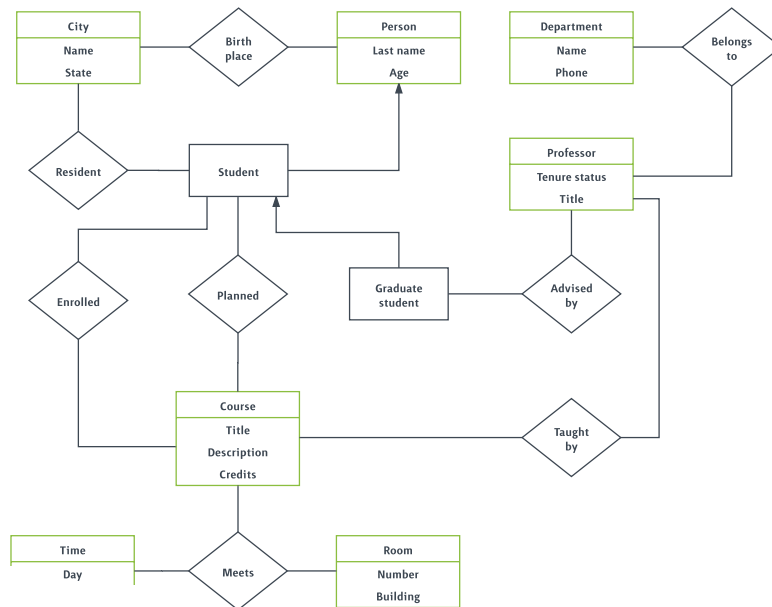 City
Name
State
Birth
place
Person
Last name
Age
Department
Name
Phone
Belongs
to
Resident
Student
Professor
Tenure status
Title
Enrolled
Planned
Graduate
student
Advised
by
Course
Title
Description
Credits
Taught
by
Time
Day
Meets
Room
Number
Building